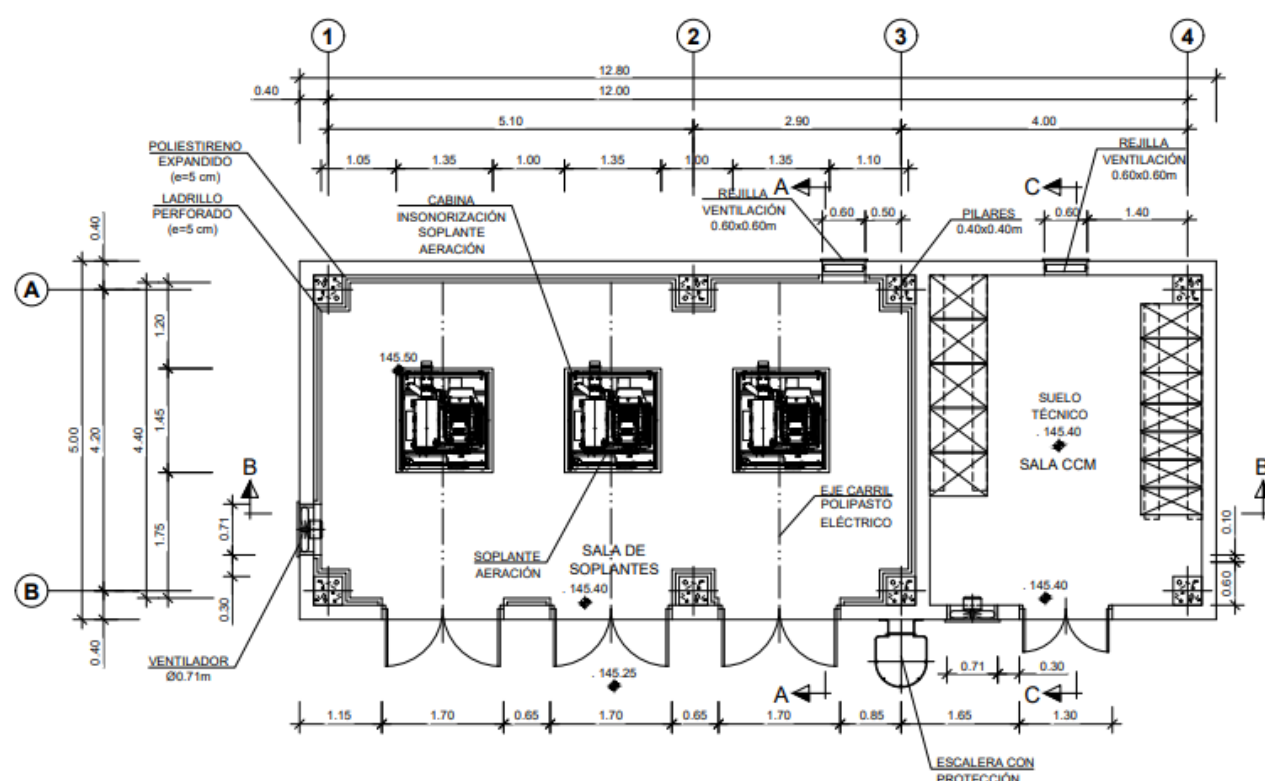 1
2
3
4
12.80
0.40
12.00
5.10
2.90
4.00
POLIESTIRENO
EXPANDIDO
(e=5 cm)
1.05
1.35
1.00
1.35
1.00
1.35
1.10
A
C
REJILLA
VENTILACIÓN
0.60x0.60m
LADRILLO
PERFORADO
(e=5 cm)
CABINA
INSONORIZACIÓN
SOPLANTE
AERACIÓN
REJILLA
VENTILACIÓN
0.60x0.60m
0.60
0.50
PILARES
0.40x0.40m
0.60
1.40
0.40
A
1.20
145.50
SUELO
TÉCNICO
. 145.40
SALA CCM
5.00
4.20
4.40
1.45
B
B
EJE CARRIL
POLIPASTO
ELÉCTRICO
0.71
1.75
0.10
SOPLANTE
AERACIÓN
SALA DE
SOPLANTES
. 145.40
. 145.40
0.60
B
0.30
0.40
VENTILADOR
Ø0.71m
. 145.25
0.71
0.30
A
C
1.15
1.70
0.65
1.70
0.65
1.70
0.85
1.65
1.30
ESCALERA CON
PROTECCIÓN